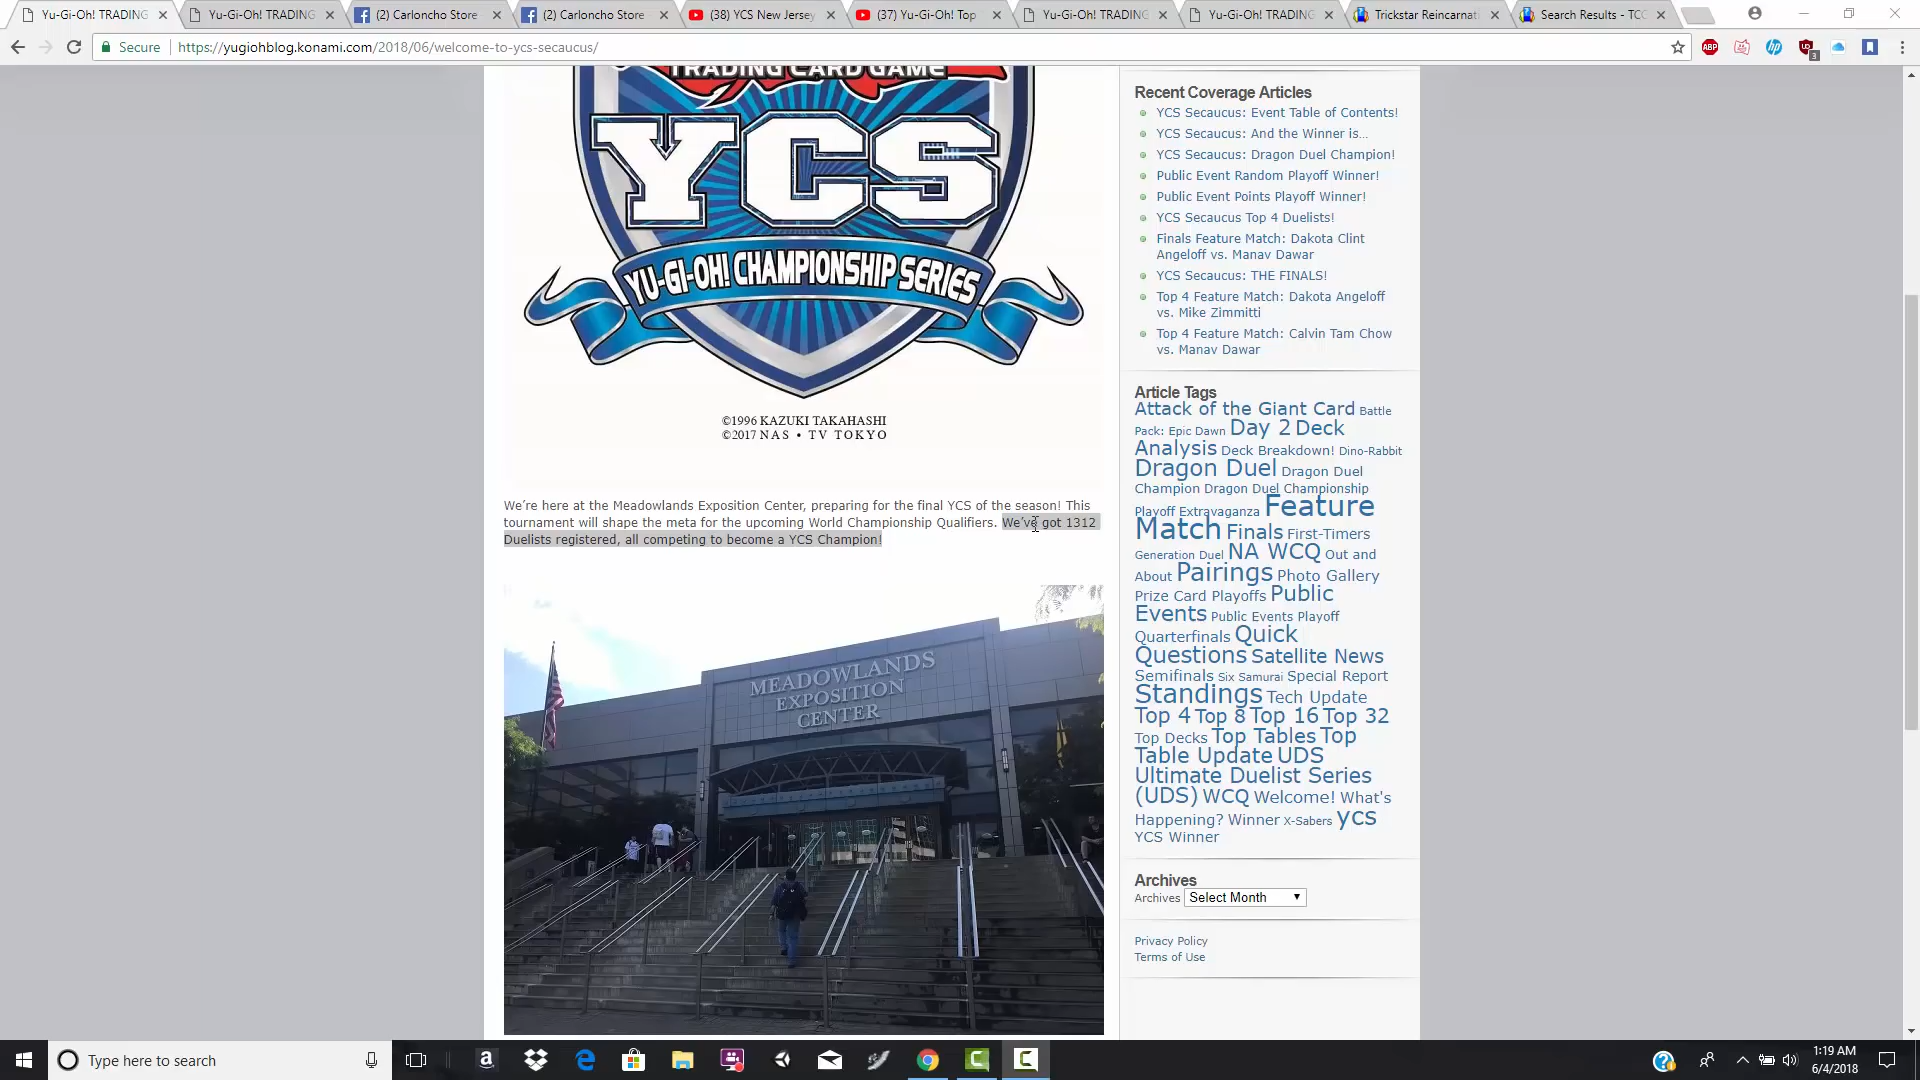 Yu-Gi-Oh! TRADING
Yu-Gi-Oh! TRADING
(2) Carloncho Store
(2) Carloncho Store
(38) YCS New Jersey
(37) Yu-Gi-Oh! Top
Yu-Gi-Oh! TRADING
Yu-Gi-Oh! TRADING
Trickstar Reincarnat
Search Results - TCG
Secure
https://yugiohblog.konami.com/2018/06/welcome-to-ycs-secaucus/
ABP
3
TRADING CARD GAME
YCS
YU-GI-OH! CHAMPIONSHIP SERIES
©1996 KAZUKI TAKAHASHI
©2017 NAS • TV TOKYO
We’re here at the Meadowlands Exposition Center, preparing for the final YCS of the season! This
tournament will shape the meta for the upcoming World Championship Qualifiers. We’ve got 1312
Duelists registered, all competing to become a YCS Champion!
MEADOWLANDS
EXPOSITION
CENTER
Recent Coverage Articles
YCS Secaucus: Event Table of Contents!
YCS Secaucus: And the Winner is…
YCS Secaucus: Dragon Duel Champion!
Public Event Random Playoff Winner!
Public Event Points Playoff Winner!
YCS Secaucus Top 4 Duelists!
Finals Feature Match: Dakota Clint
Angeloff vs. Manav Dawar
YCS Secaucus: THE FINALS!
Top 4 Feature Match: Dakota Angeloff
vs. Mike Zimmitti
Top 4 Feature Match: Calvin Tam Chow
vs. Manav Dawar
Article Tags
Attack of the Giant Card Battle
Pack: Epic Dawn Day 2 Deck
Analysis Deck Breakdown! Dino-Rabbit
Dragon Duel Dragon Duel
Champion Dragon Duel Championship
Playoff Extravaganza Feature
Match Finals First-Timers
Generation Duel NA WCQ Out and
About Pairings Photo Gallery
Prize Card Playoffs Public
Events Public Events Playoff
Quarterfinals Quick
Questions Satellite News
Semifinals Six Samurai Special Report
Standings Tech Update
Top 4 Top 8 Top 16 Top 32
Top Decks Top Tables Top
Table Update UDS
Ultimate Duelist Series
(UDS) WCQ Welcome! What's
Happening? Winner X-Sabers ycs
YCS Winner
Archives
Archives Select Month
Privacy Policy
Terms of Use
Type here to search
1:19 AM
6/4/2018